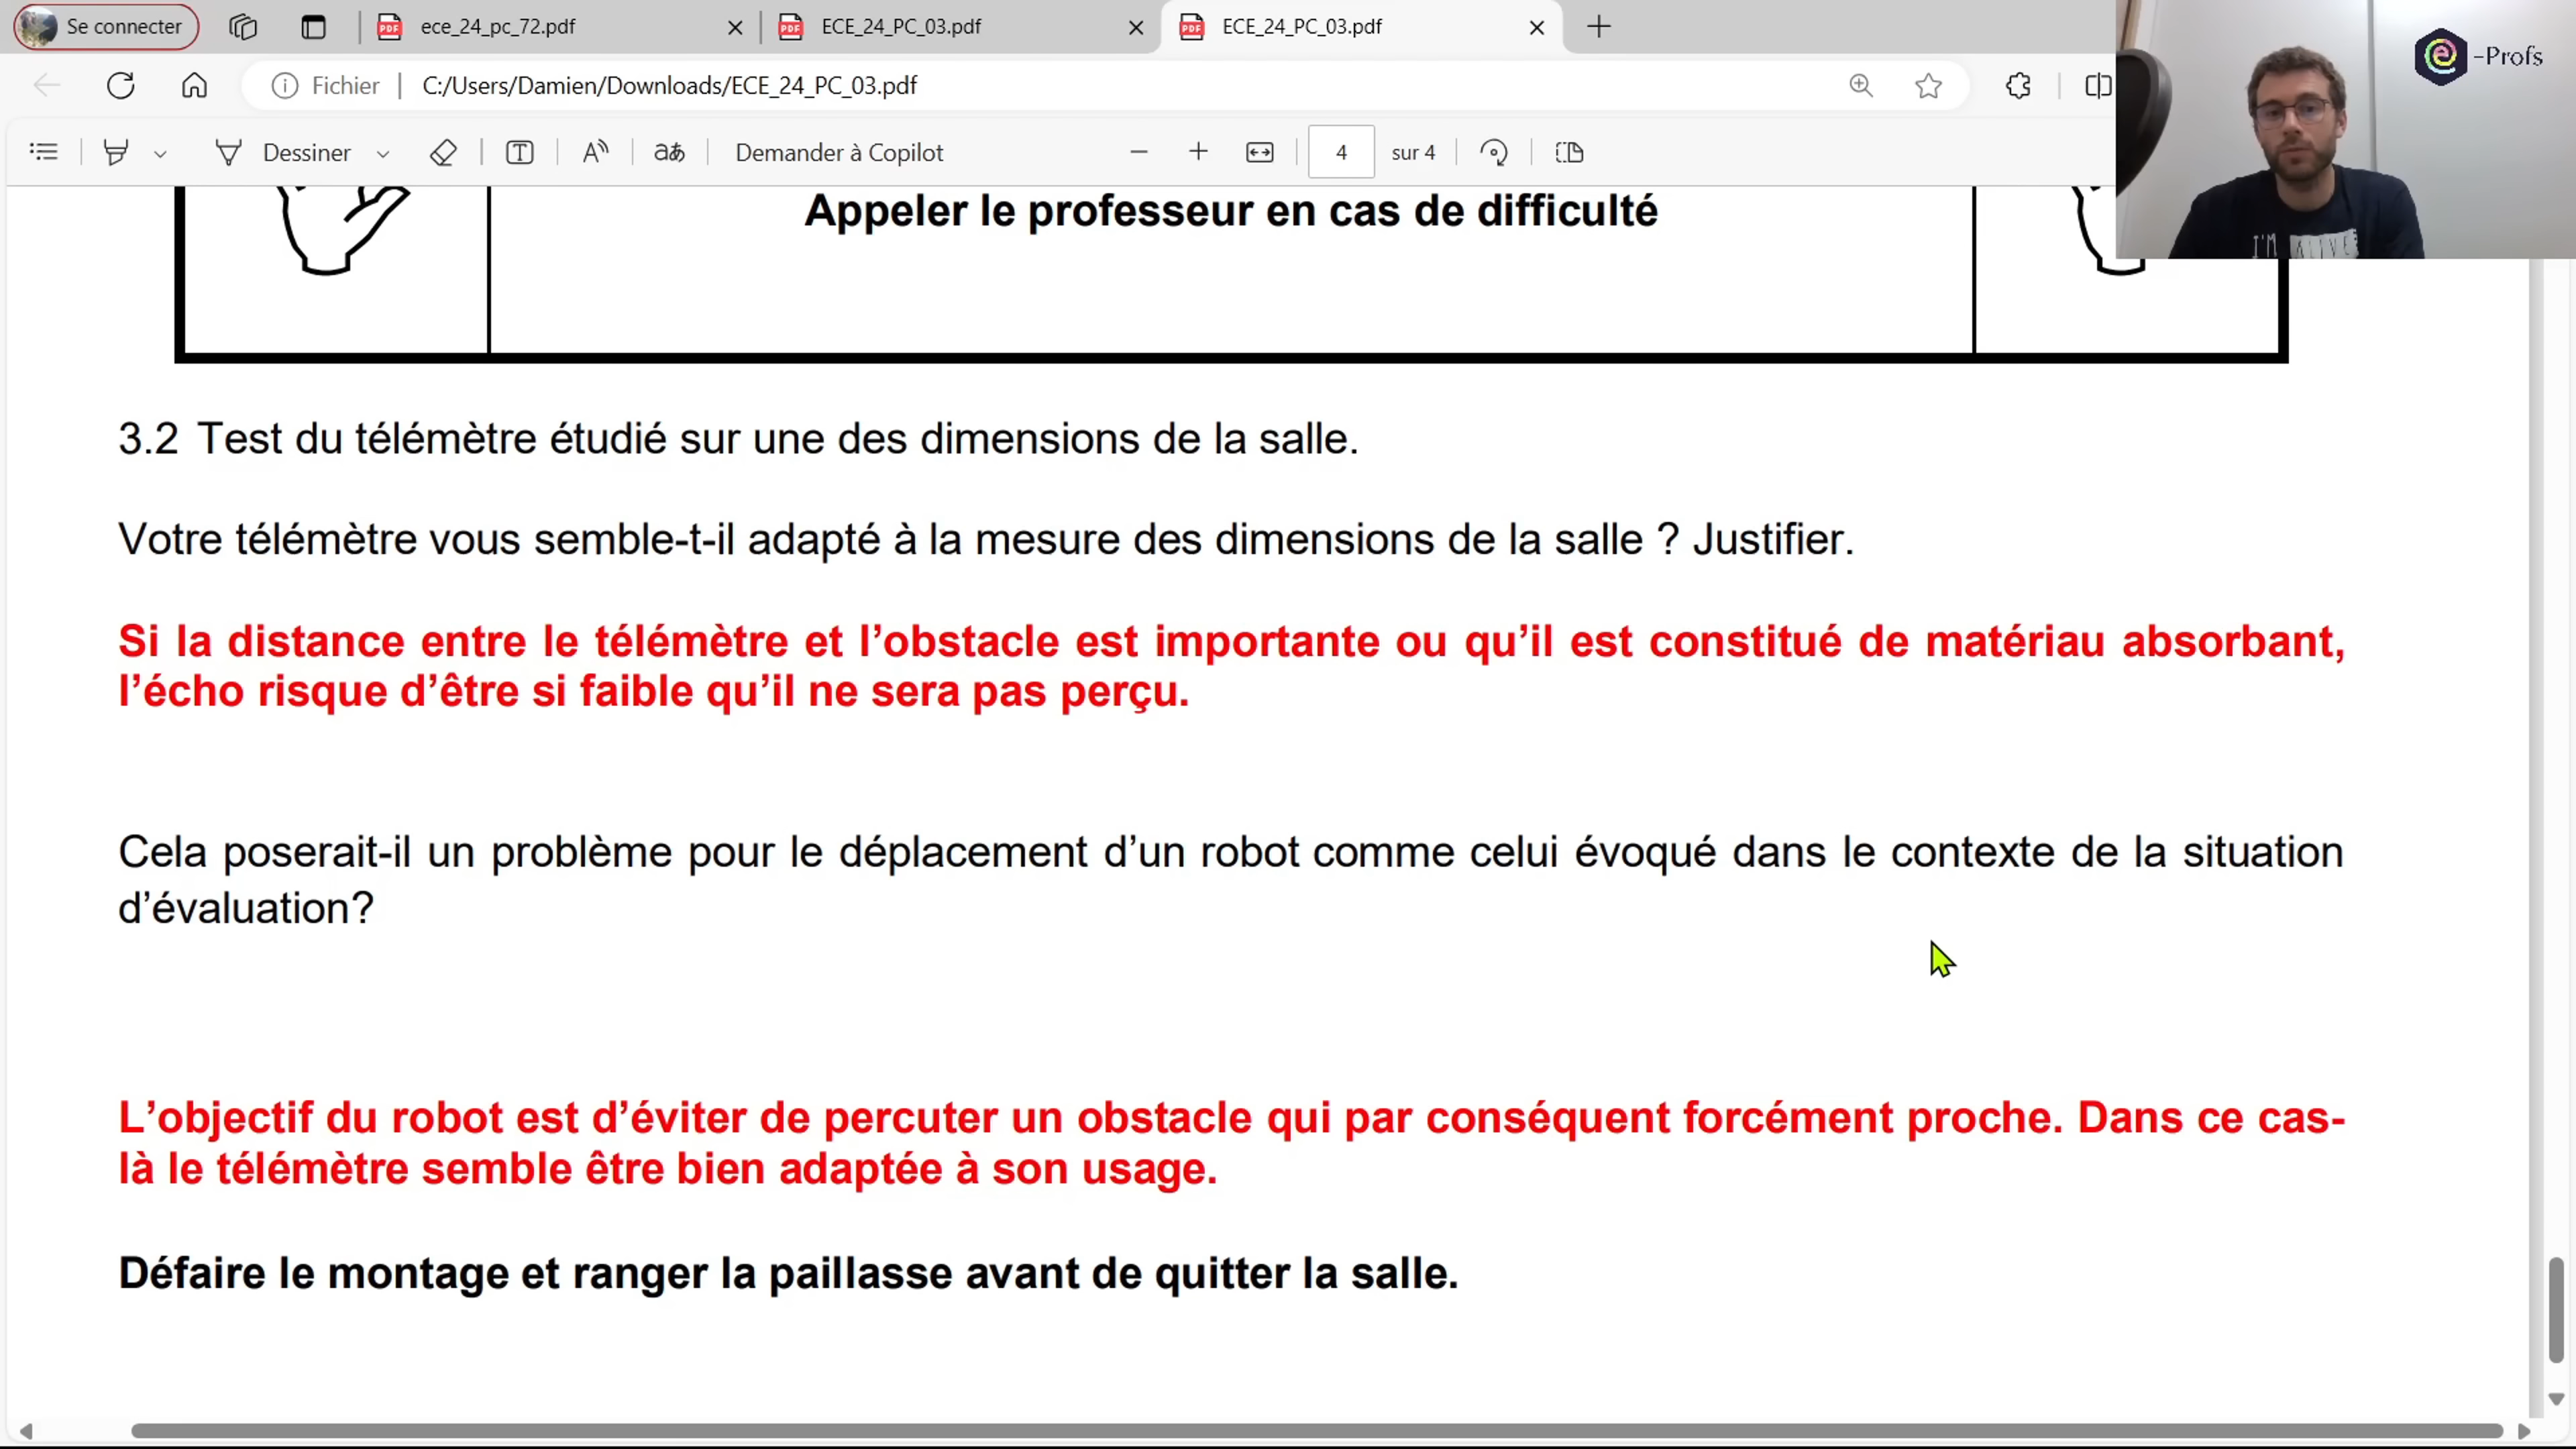 Se connecter
ece_24_pc_72.pdf
ECE_24_PC_03.pdf
ECE_24_PC_03.pdf
Fichier
C:/Users/Damien/Downloads/ECE_24_PC_03.pdf
Dessiner
Demander à Copilot
4
sur 4
e-Profs
I'M ALIVE
Appeler le professeur en cas de difficulté
3.2 Test du télémètre étudié sur une des dimensions de la salle.
Votre télémètre vous semble-t-il adapté à la mesure des dimensions de la salle ? Justifier.
Si la distance entre le télémètre et l’obstacle est importante ou qu’il est constitué de matériau absorbant,
l’écho risque d’être si faible qu’il ne sera pas perçu.
Cela poserait-il un problème pour le déplacement d’un robot comme celui évoqué dans le contexte de la situation
d’évaluation?
L’objectif du robot est d’éviter de percuter un obstacle qui par conséquent forcément proche. Dans ce cas-
là le télémètre semble être bien adaptée à son usage.
Défaire le montage et ranger la paillasse avant de quitter la salle.